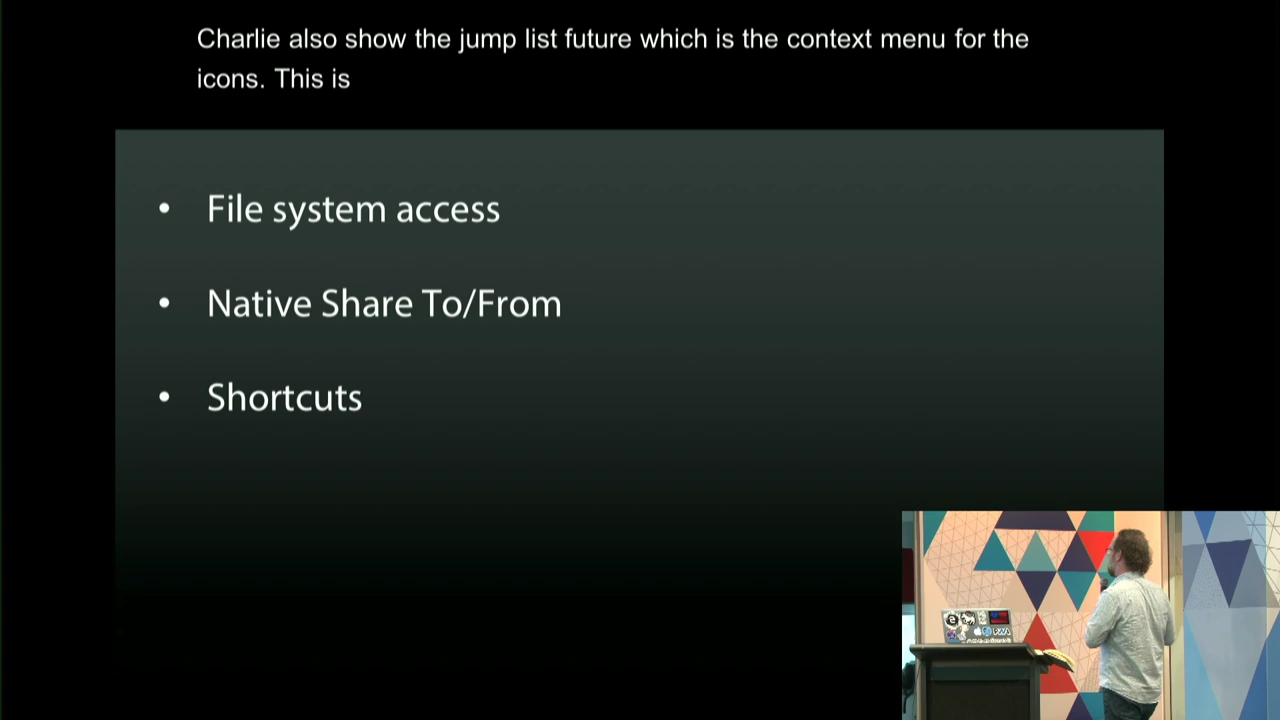 Charlie also show the jump list future which is the context menu for the
icons. This is
• File system access
• Native Share To/From
• Shortcuts
PWA